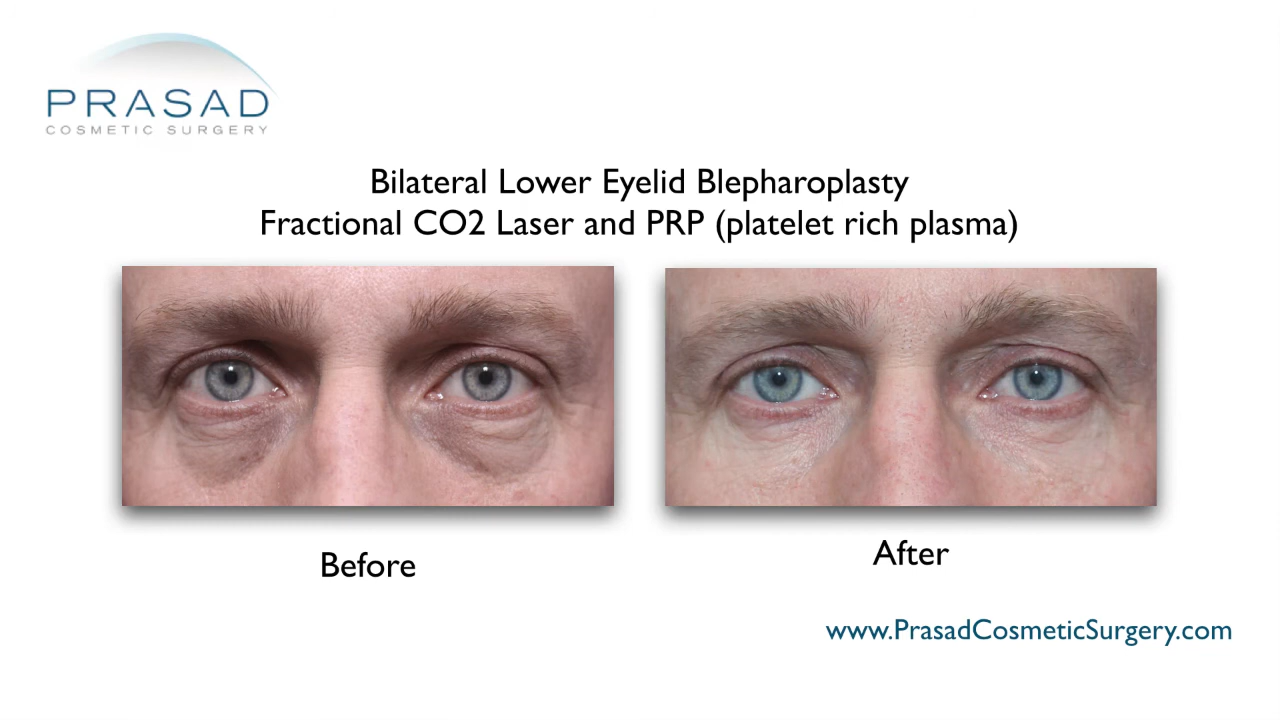 PRASAD
COSMETIC SURGERY
Bilateral Lower Eyelid Blepharoplasty
Fractional CO2 Laser and PRP (platelet rich plasma)
Before
After
www.PrasadCosmeticSurgery.com